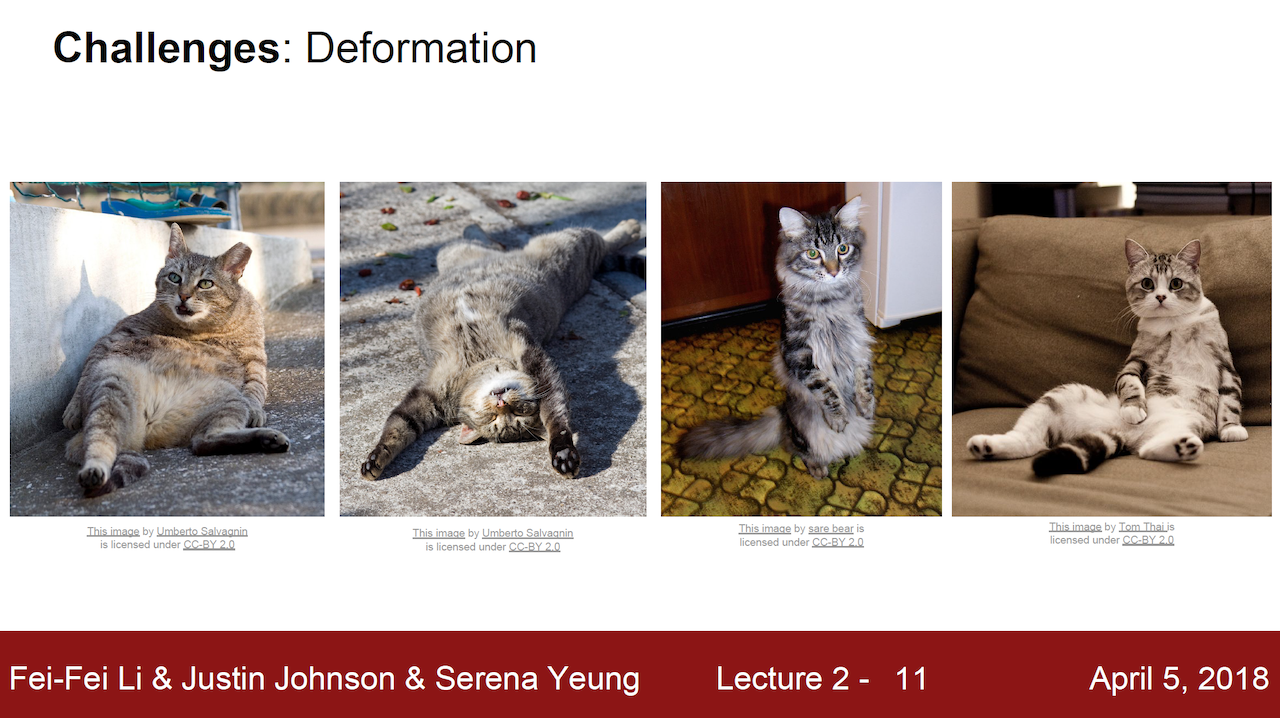 Challenges: Deformation
This image by Umberto Salvagnin
is licensed under CC-BY 2.0
This image by Umberto Salvagnin
is licensed under CC-BY 2.0
This image by sare bear is
licensed under CC-BY 2.0
This image by Tom Thai is
licensed under CC-BY 2.0
Fei-Fei Li & Justin Johnson & Serena Yeung
Lecture 2 - 11
April 5, 2018